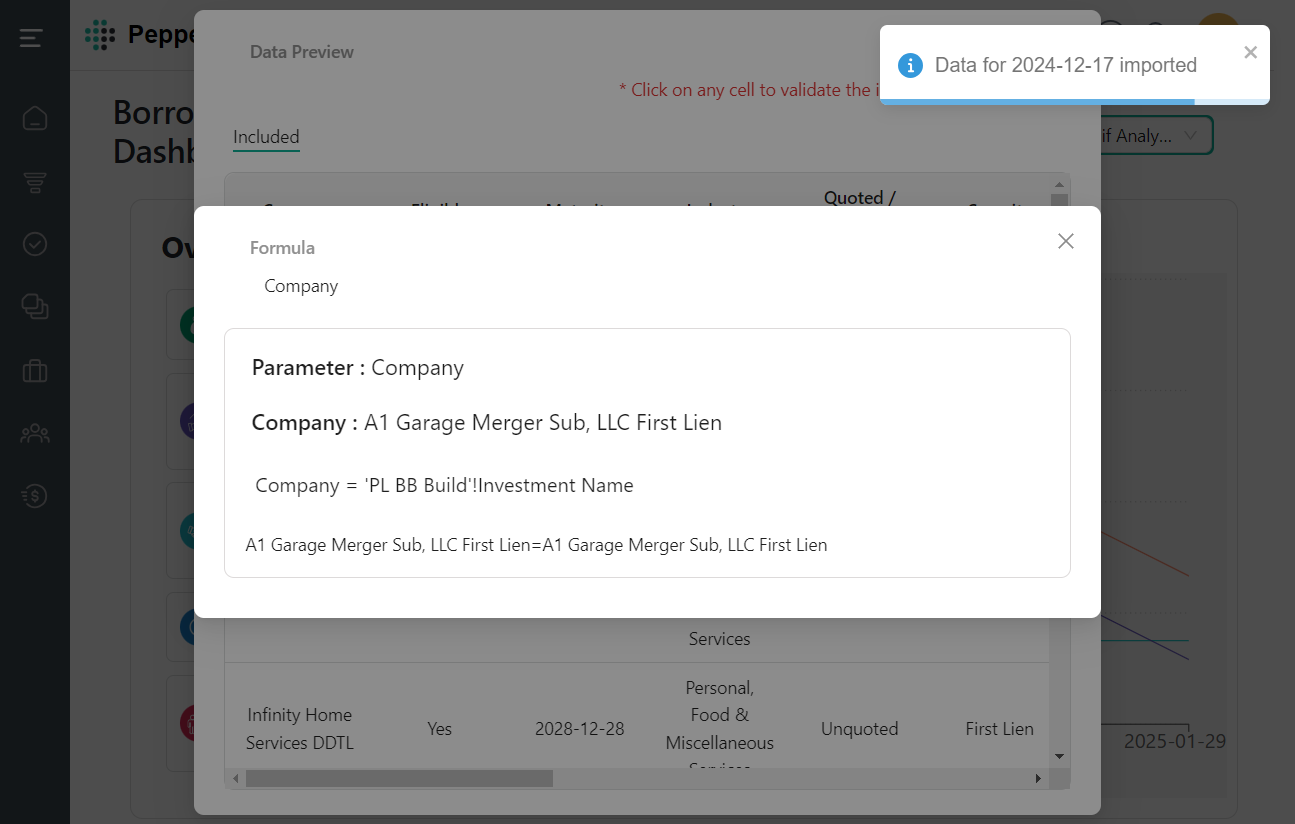 Data Preview
Data for 2024-12-17 imported
* Click on any cell to validate the i
Borro
Dashb
if Analy...
Included
Quoted /
Ov
Formula
Company
Parameter : Company
Company : A1 Garage Merger Sub, LLC First Lien
Company = 'PL BB Build'!Investment Name
A1 Garage Merger Sub, LLC First Lien=A1 Garage Merger Sub, LLC First Lien
Services
Infinity Home
Services DDTL
Yes
2028-12-28
Personal,
Food &
Miscellaneous
Services
Unquoted
First Lien
2025-01-29
Peppe